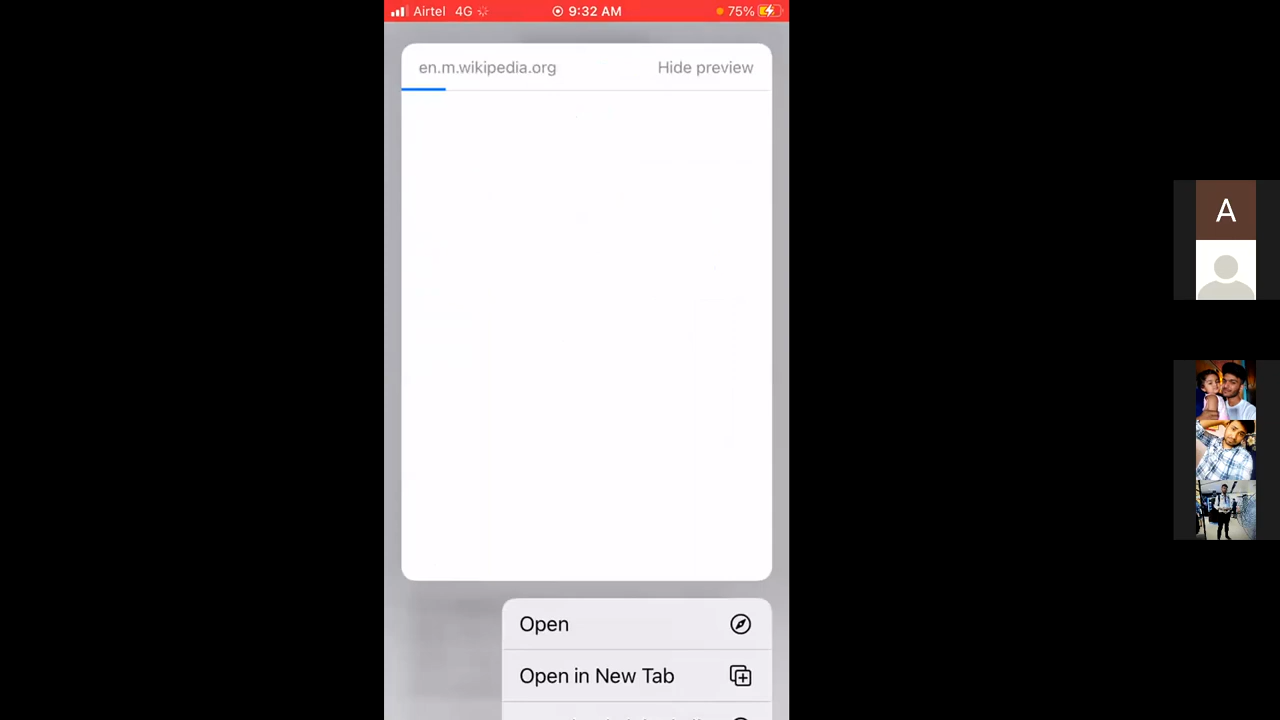 Airtel 4G 9:32 AM 75%
en.m.wikipedia.org Hide preview
A
Open
Open in New Tab